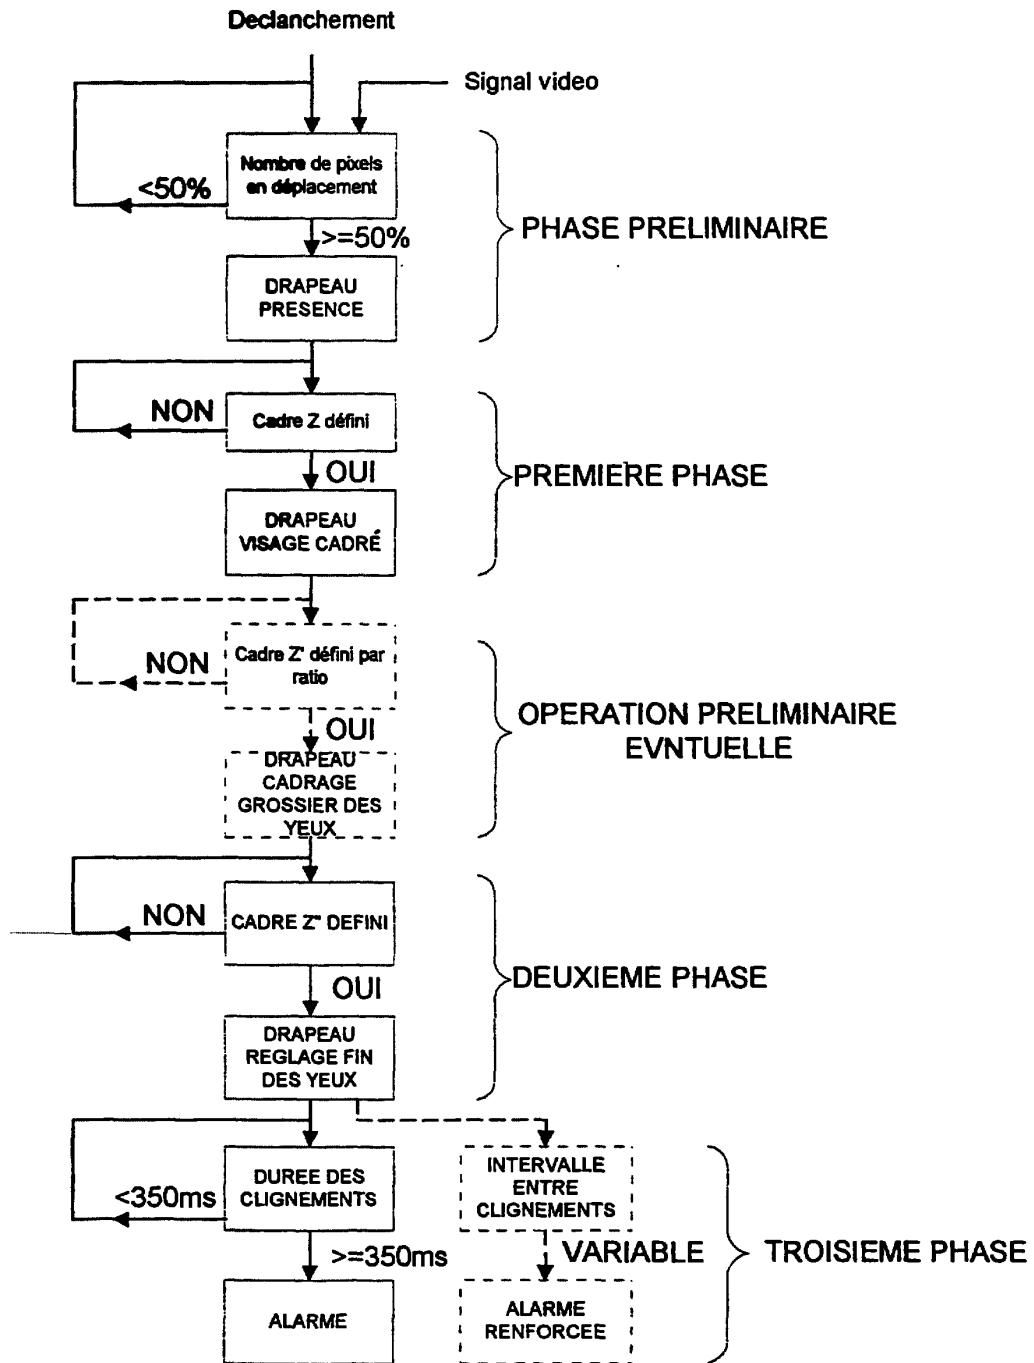 Declanchement
Signal video
Nombre de pixels
en déplacement
<50%
>=50%
PHASE PRELIMINAIRE
DRAPEAU
PRESENCE
NON
Cadre Z défini
OUI
PREMIERE PHASE
DRAPEAU
VISAGE CADRÉ
NON
Cadre Z' défini par
ratio
OUI
OPERATION PRELIMINAIRE
EVNTUELLE
DRAPEAU
CADRAGE
GROSSIER DES
YEUX
NON
CADRE Z" DEFINI
OUI
DEUXIEME PHASE
DRAPEAU
REGLAGE FIN
DES YEUX
<350ms
DUREE DES
CLIGNEMENTS
INTERVALLE
ENTRE
CLIGNEMENTS
>=350ms
VARIABLE
TROISIEME PHASE
ALARME
ALARME
RENFORCEE